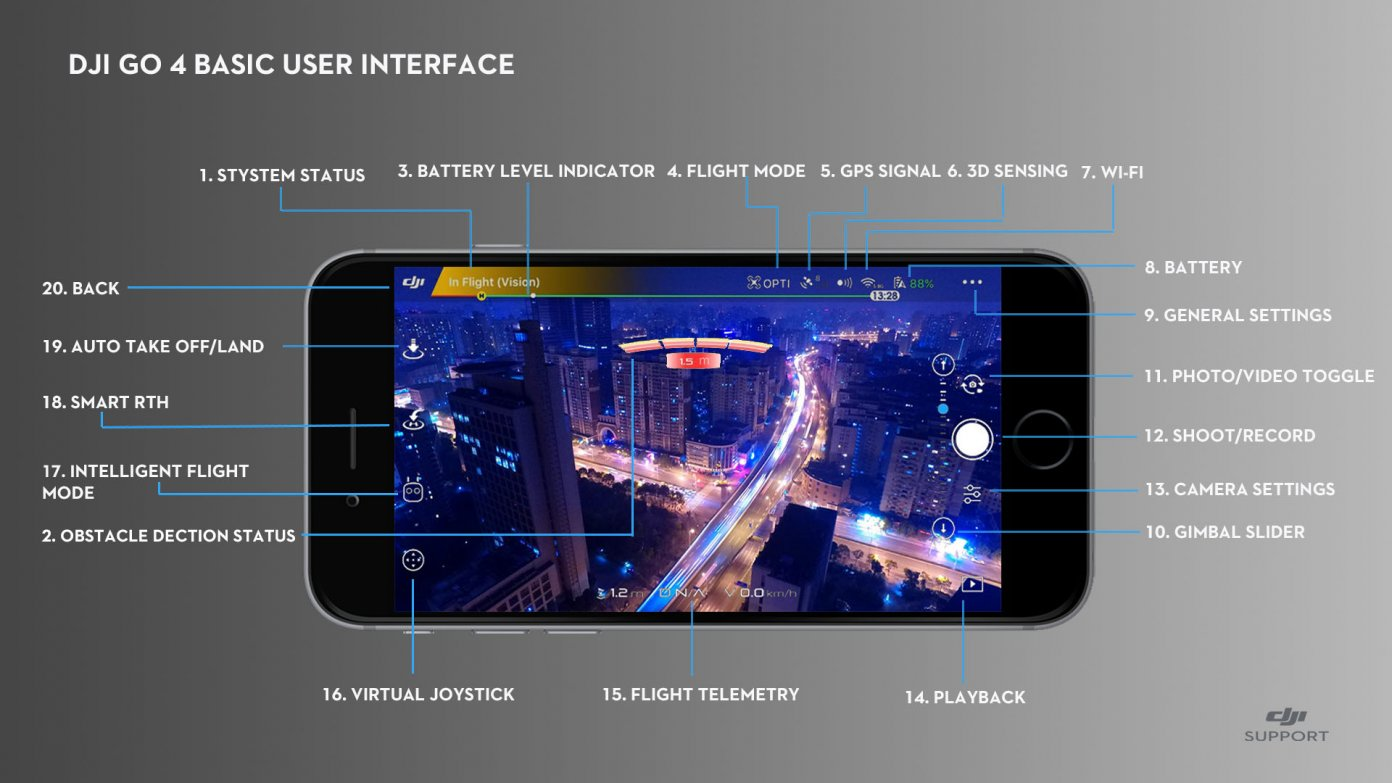 DJI GO 4 BASIC USER INTERFACE
1. STYSTEM STATUS
3. BATTERY LEVEL INDICATOR
4. FLIGHT MODE
5. GPS SIGNAL
6. 3D SENSING
7. WI-FI
20. BACK
19. AUTO TAKE OFF/LAND
18. SMART RTH
17. INTELLIGENT FLIGHT
MODE
2. OBSTACLE DECTION STATUS
dji
In Flight (Vision)
H
OPTI
8
88%
13:28
1.5 m
1.2 m
N/A
0.0 km/h
8. BATTERY
9. GENERAL SETTINGS
11. PHOTO/VIDEO TOGGLE
12. SHOOT/RECORD
13. CAMERA SETTINGS
10. GIMBAL SLIDER
16. VIRTUAL JOYSTICK
15. FLIGHT TELEMETRY
14. PLAYBACK
dji
SUPPORT